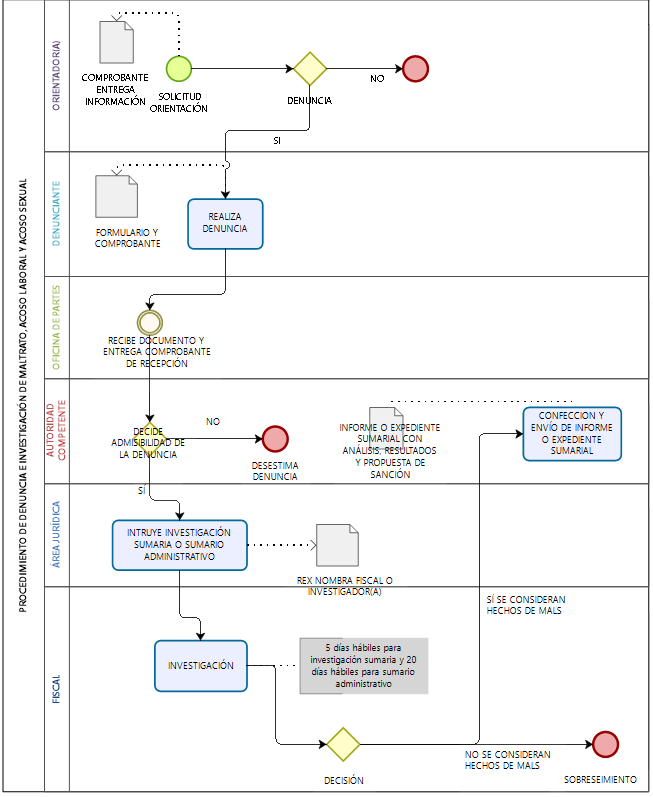 PROCEDIMIENTO DE DENUNCIA E INVESTIGACIÓN DE MALTRATO, ACOSO LABORAL Y ACOSO SEXUAL
ORIENTADOR(A)
COMPROBANTE
ENTREGA
INFORMACIÓN
SOLICITUD
ORIENTACIÓN
DENUNCIA
NO
SI
DENUNCIANTE
FORMULARIO Y
COMPROBANTE
REALIZA
DENUNCIA
OFICINA DE PARTES
RECIBE DOCUMENTO Y
ENTREGA COMPROBANTE
DE RECEPCIÓN
AUTORIDAD
COMPETENTE
DECIDE
ADMISIBILIDAD DE
LA DENUNCIA
NO
DESESTIMA
DENUNCIA
INFORME O EXPEDIENTE
SUMARIAL CON
ANÁLISIS, RESULTADOS
Y PROPUESTA DE
SANCIÓN
CONFECCION Y
ENVÍO DE INFORME
O EXPEDIENTE
SUMARIAL
SÍ
ÁREA JURÍDICA
INTRUYE INVESTIGACIÓN
SUMARIA O SUMARIO
ADMINISTRATIVO
REX NOMBRA FISCAL O
INVESTIGADOR(A)
SÍ SE CONSIDERAN
HECHOS DE MALS
FISCAL
INVESTIGACIÓN
5 días hábiles para
investigación sumaria y 20
días hábiles para sumario
administrativo
DECISIÓN
NO SE CONSIDERAN
HECHOS DE MALS
SOBRESEIMIENTO